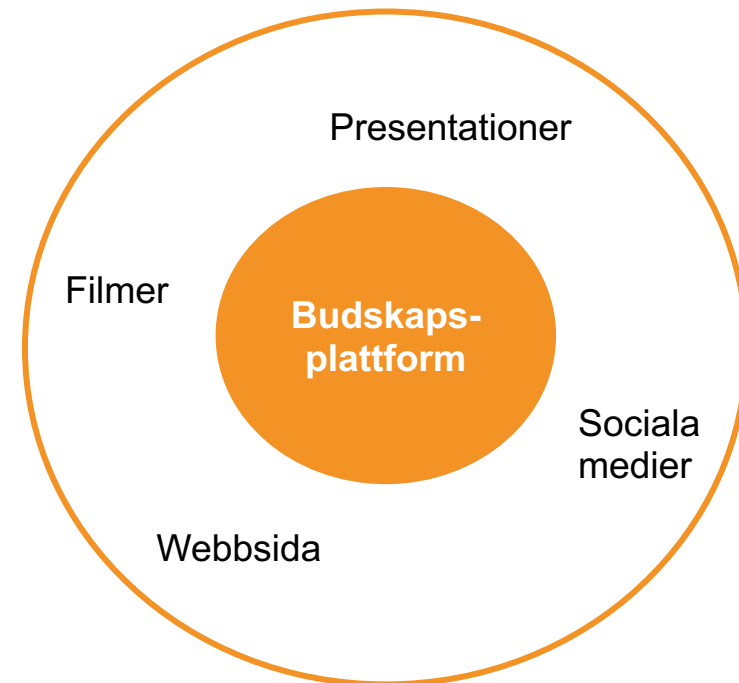 Presentationer
Filmer
Budskaps-
plattform
Sociala
medier
Webbsida